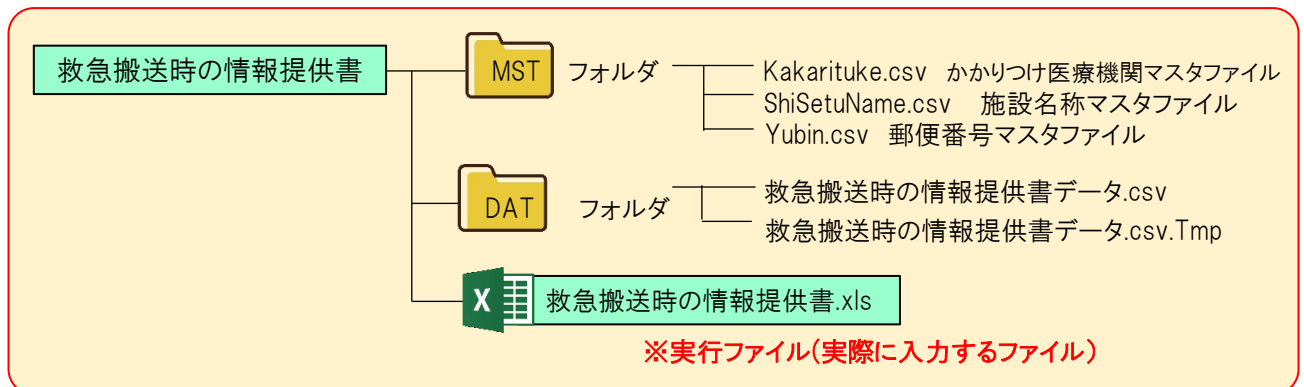 救急搬送時の情報提供書
MST フォルダ
Kakarituke.csv かかりつけ医療機関マスタファイル
ShiSetuName.csv 施設名称マスタファイル
Yubin.csv 郵便番号マスタファイル
DAT フォルダ
救急搬送時の情報提供書データ.csv
救急搬送時の情報提供書データ.csv.Tmp
X 救急搬送時の情報提供書.xls
※実行ファイル(実際に入力するファイル)